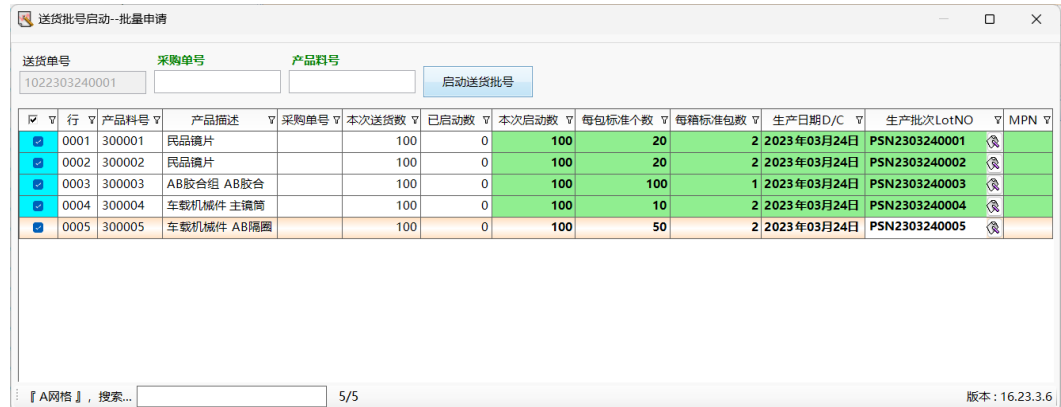 送货批号启动--批量申请
送货单号 采购单号 产品料号
1022303240001 启动送货批号
行 产品料号 产品描述 采购单号 本次送货数 已启动数 本次启动数 每包标准个数 每箱标准包数 生产日期D/C 生产批次LotNO MPN
0001 300001 民品镜片 100 0 100 20 2 2023年03月24日 PSN2303240001
0002 300002 民品镜片 100 0 100 20 2 2023年03月24日 PSN2303240002
0003 300003 AB胶合组 AB胶合 100 0 100 100 1 2023年03月24日 PSN2303240003
0004 300004 车载机械件 主镜筒 100 0 100 10 2 2023年03月24日 PSN2303240004
0005 300005 车载机械件 AB隔圈 100 0 100 50 2 2023年03月24日 PSN2303240005
『 A网格 』, 搜索... 5/5 版本 : 16.23.3.6